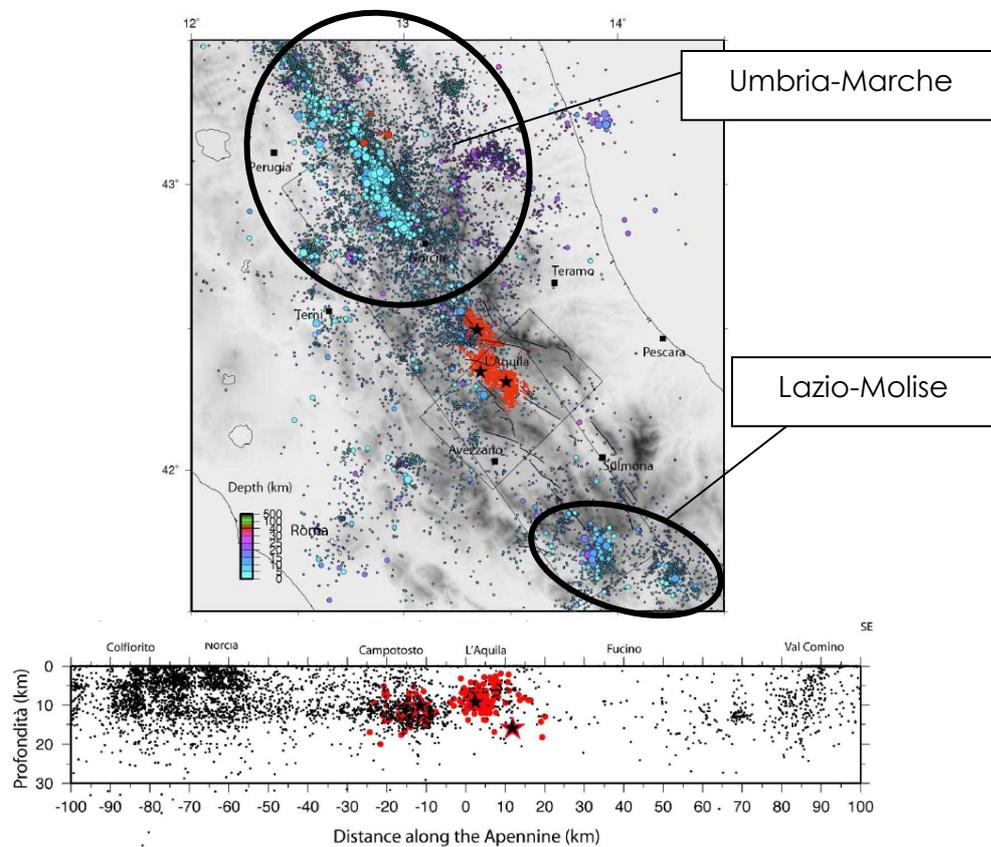 12° 13 14°
Umbria-Marche
Perugia
43°
Norcia
Teramo
Terni
Pescara
L'Aquila
Lazio-Molise
Avezzano
42°
Sulmona
Depth (km)
500
100
40
30
25
20
15
10
5
0
Roma
SE
Colfiorito Norcia Campotosto L'Aquila Fucino Val Comino
Profondità (km)
0
10
20
30
-100 -90 -80 -70 -60 -50 -40 -30 -20 -10 0 10 20 30 40 50 60 70 80 90 100
Distance along the Apennine (km)